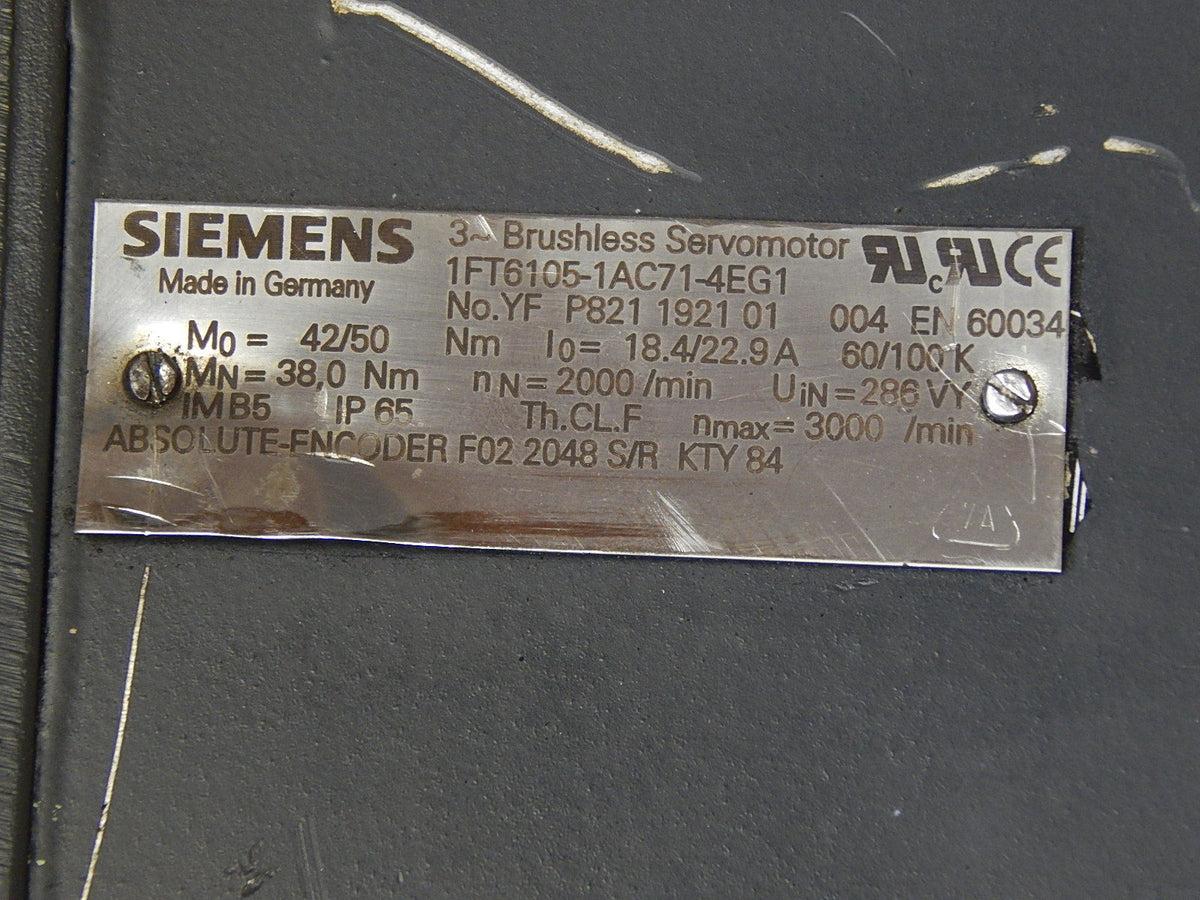 SIEMENS
Made in Germany
3~ Brushless Servomotor
1FT6105-1AC71-4EG1
No.YF P821 1921 01 004 EN 60034
M0 = 42/50 Nm I0= 18.4/22.9 A 60/100 K
MN = 38,0 Nm nN = 2000 /min UiN = 286 VY
IM B5 IP 65 Th.CL.F nmax = 3000 /min
ABSOLUTE-ENCODER F02 2048 S/R KTY 84